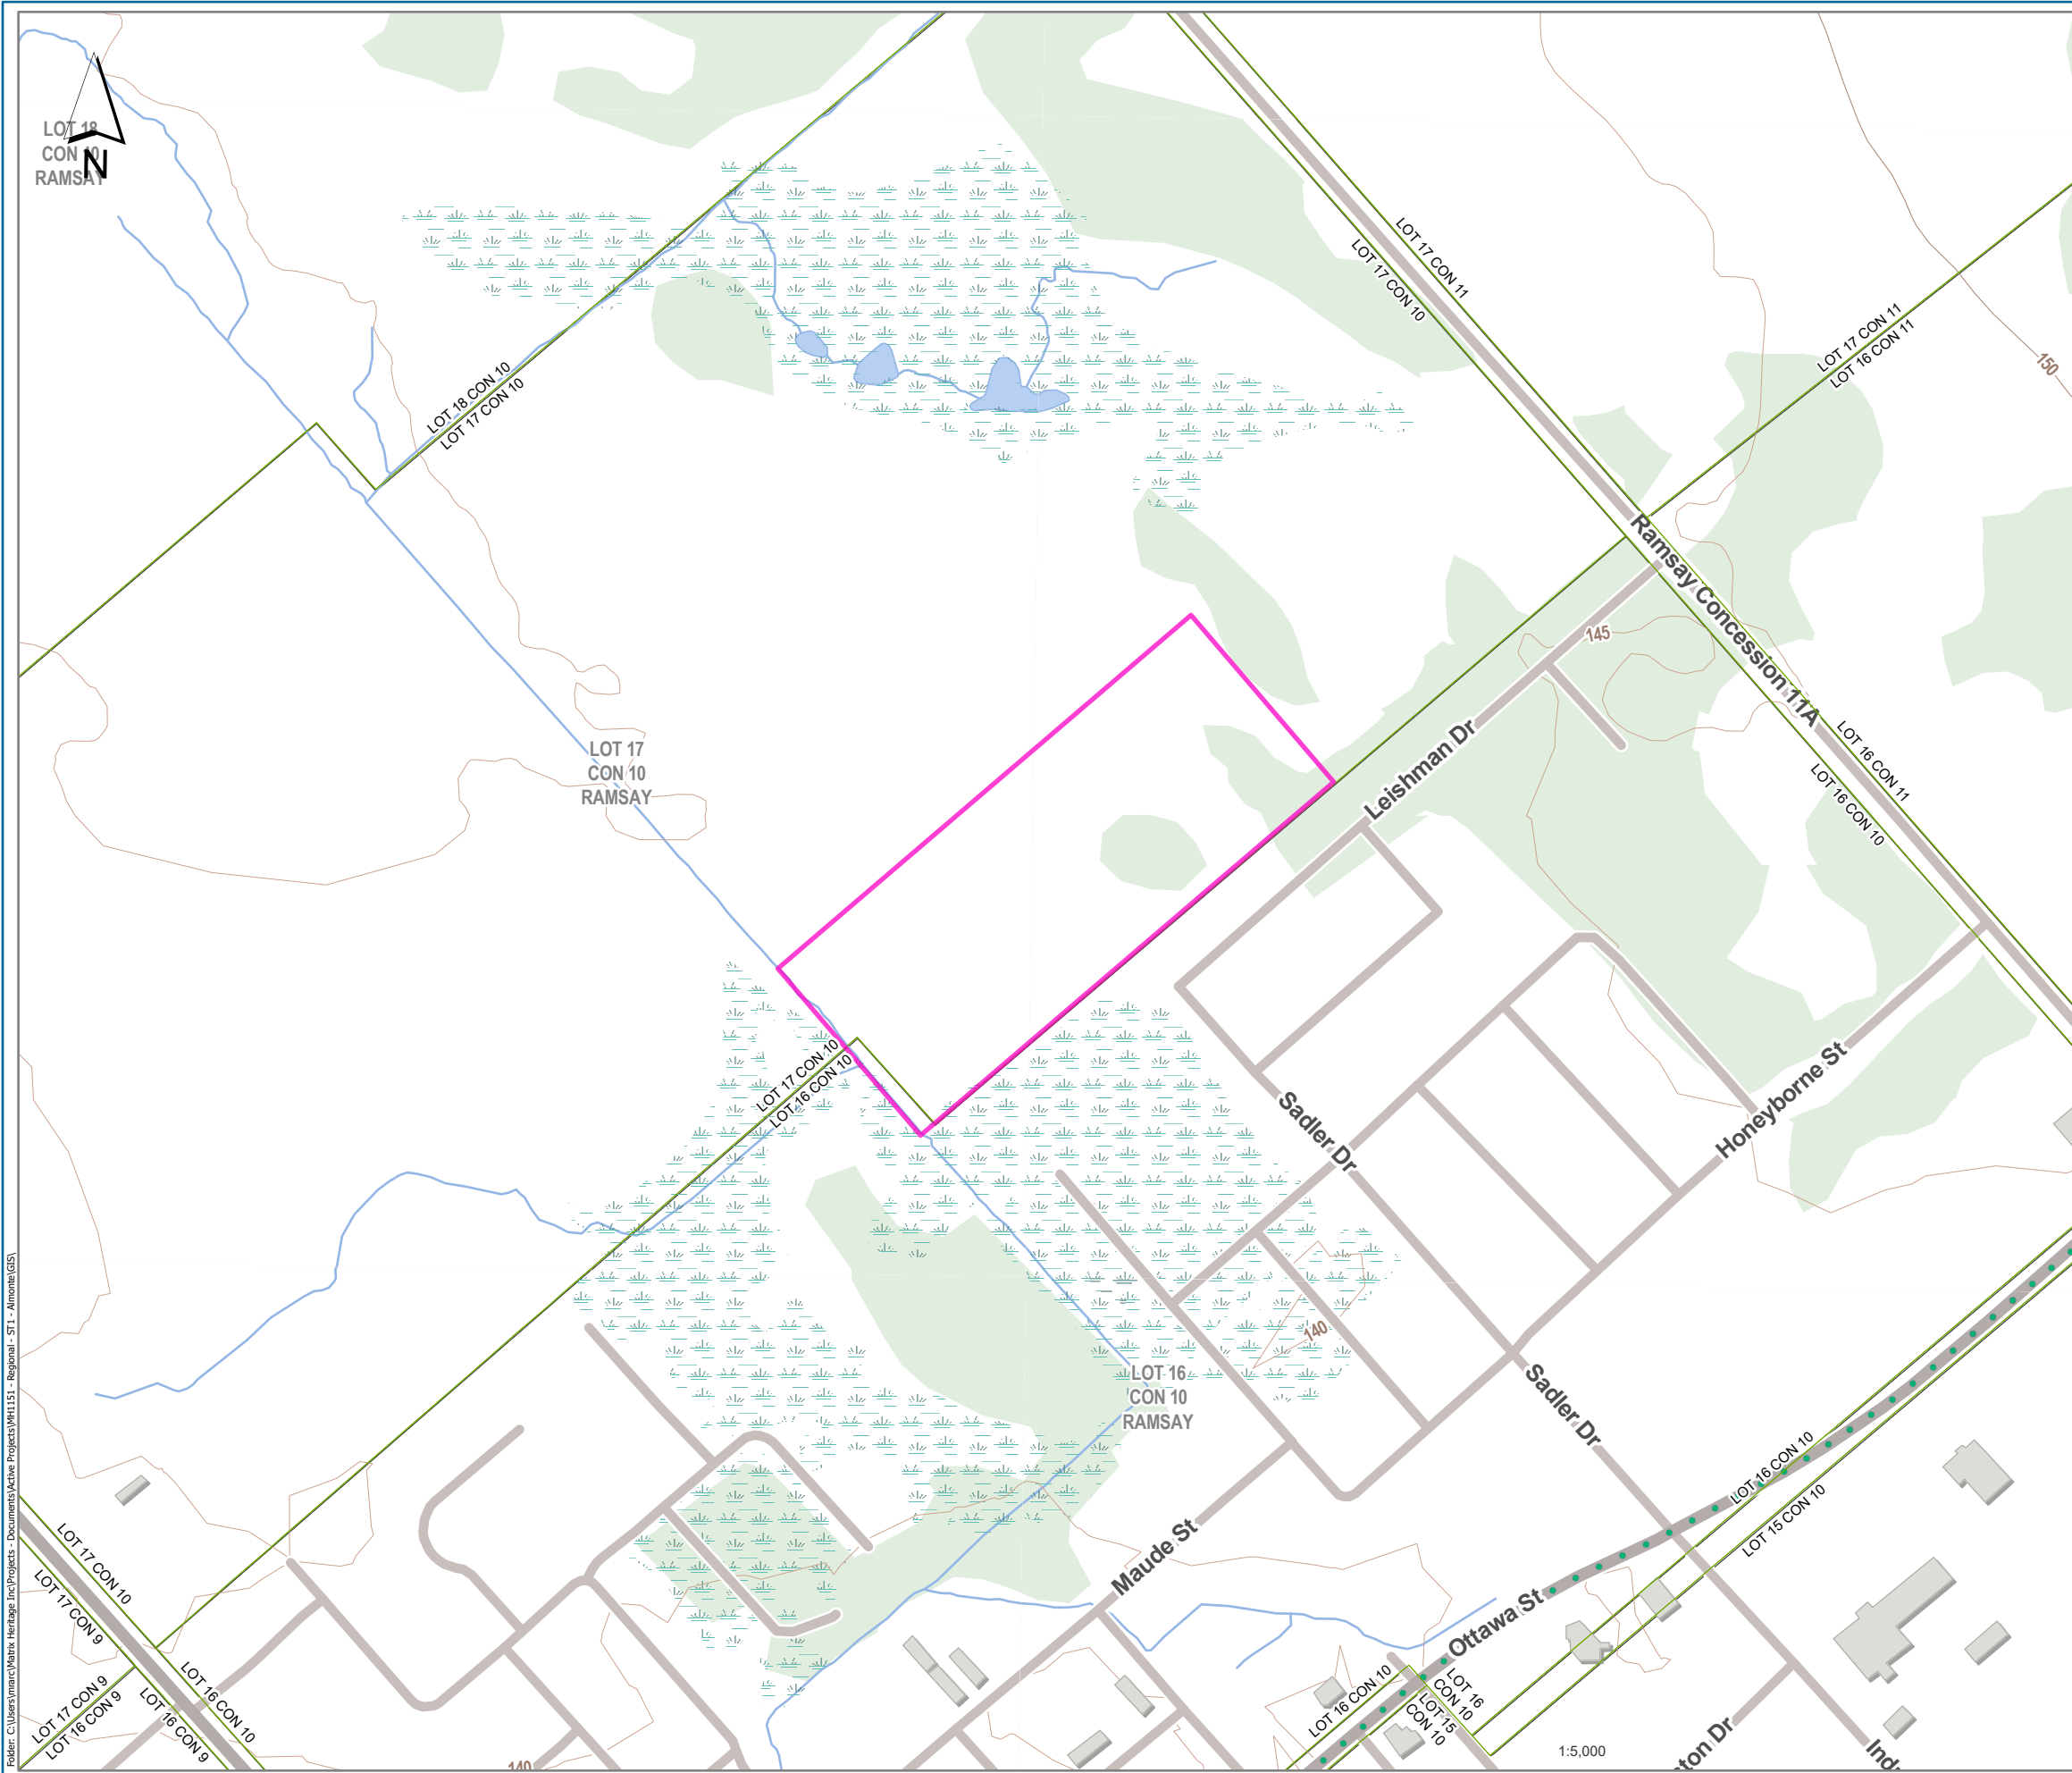 LOT 18
CON 10
RAMSAY
N
LOT 17 CON 11
LOT 17 CON 10
LOT 17 CON 11
LOT 16 CON 11
150
LOT 18 CON 10
LOT 17 CON 10
Ramsay Concession 11A
145
LOT 17
CON 10
RAMSAY
Leishman Dr
LOT 16 CON 11
LOT 16 CON 10
LOT 17 CON 10
LOT 16 CON 10
Sadler Dr
Honeyborne St
140
LOT 16
CON 10
RAMSAY
Sadler Dr
LOT 16 CON 10
LOT 15 CON 10
Maude St
Ottawa St
LOT 17 CON 10
LOT 17 CON 9
LOT 16 CON 10
LOT 17 CON 9
LOT 16 CON 9
LOT 16 CON 9
LOT 16 CON 10
LOT 16
CON 10
LOT 15
CON 10
140
1:5,000
ton Dr
Indu
Folder: C:\Users\marc\Matrix Heritage Inc\Projects - Documents\Active Projects\MH1151 - Regional - ST1 - Almonte\GIS\